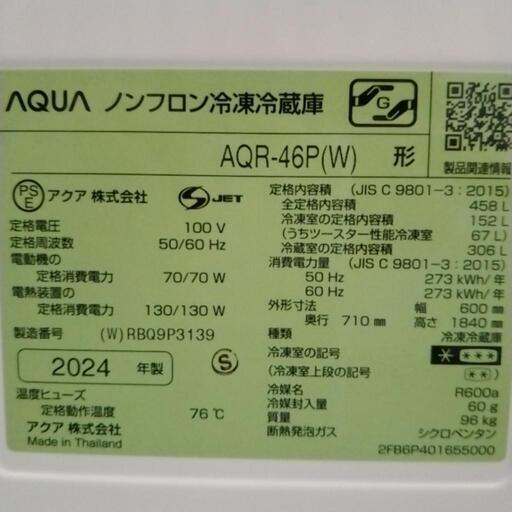 AQUA ノンフロン冷凍冷蔵庫
G
AQR-46P(W) 形
製品関連情報
PS
E
アクア 株式会社
S JET
定格電圧 100 V
定格周波数 50/60 Hz
電動機の
定格消費電力 70/70 W
電熱装置の
定格消費電力 130/130 W
製造番号 (W)RBQ9P3139
2024 年製
S
温度ヒューズ
定格動作温度 76℃
アクア 株式会社
Made in Thailand
定格内容積 (JIS C 9801-3:2015)
全定格内容積 458 L
冷凍室の定格内容積 152 L
(うちツースター性能冷凍室 67 L)
冷蔵室の定格内容積 306 L
消費電力量 (JIS C 9801-3:2015)
50 Hz 273 kWh/年
60 Hz 273 kWh/年
外形寸法 幅 600 mm
奥行 710 mm 高さ 1840 mm
種類 冷凍冷蔵庫
冷凍室の記号 * ***
(冷凍室上段の記号) **
冷媒名 R600a
冷媒封入量 60 g
質量 96 kg
断熱発泡ガス シクロペンタン
2FB6P401655000